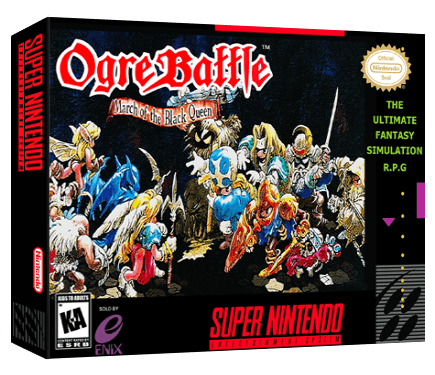 SUPER NINTENDO
ENTERTAINMENT SYSTEM
Nintendo
Ogre Battle
TM
March of the Black Queen
Official
Nintendo
Seal
THE
ULTIMATE
FANTASY
SIMULATION
R.P.G
KIDS TO ADULTS
K-A
CONTENT RATED BY
ESRB
SOLD BY
ENIX
SUPER NINTENDO
ENTERTAINMENT SYSTEM